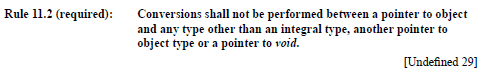 Rule 11.2 (required): Conversions shall not be performed between a pointer to object
and any type other than an integral type, another pointer to
object type or a pointer to void.
[Undefined 29]